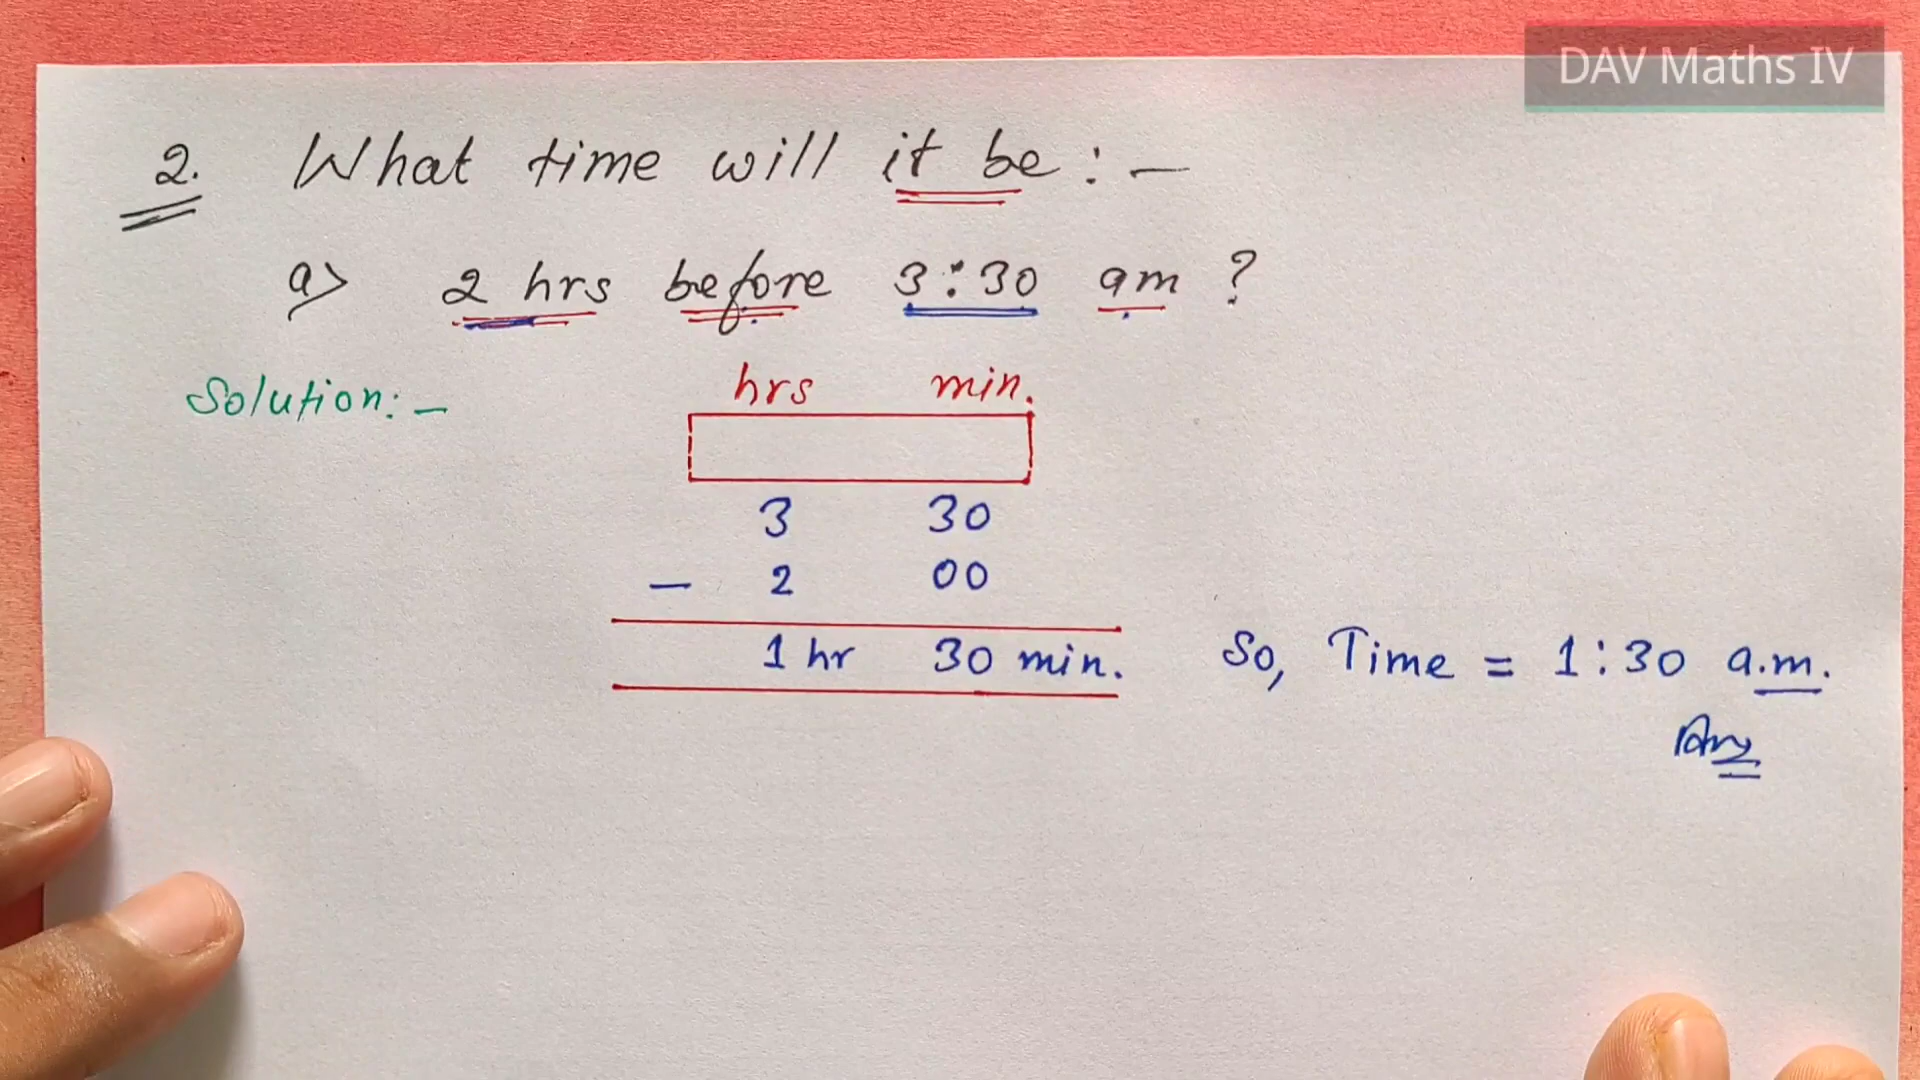 DAV Maths IV
2. What time will it be : -
a) 2 hrs before 3:30 am ?
Solution: -
hrs min.
3 30
- 2 00
1 hr 30 min.
So, Time = 1:30 a.m.
Ans